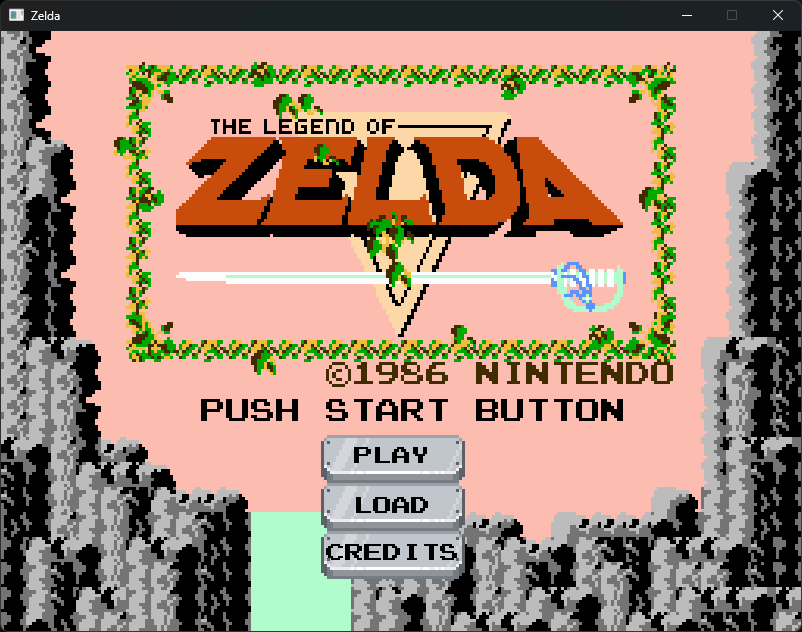 Zelda
THE LEGEND OF
ZELDA
©1986 NINTENDO
PUSH START BUTTON
PLAY
LOAD
CREDITS